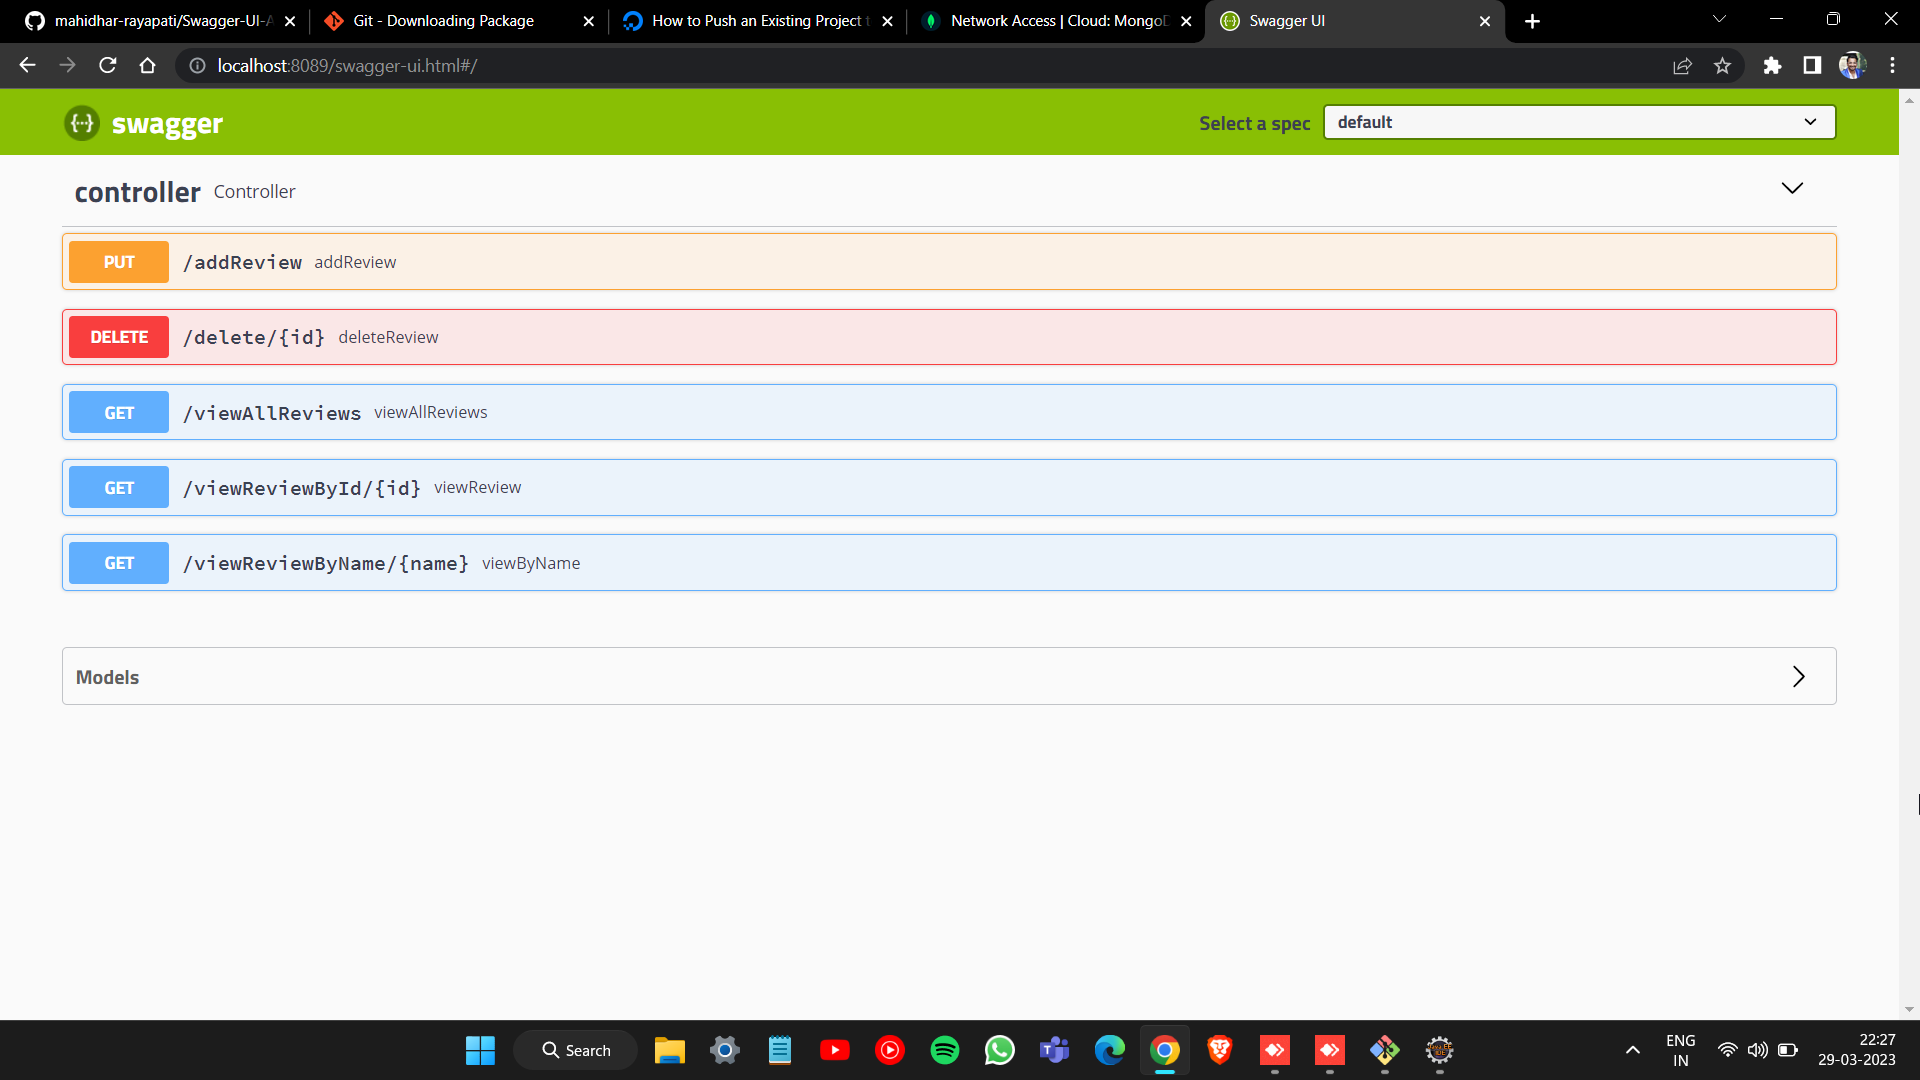 mahidhar-rayapati/Swagger-UI-A
Git - Downloading Package
How to Push an Existing Project t
Network Access | Cloud: MongoD
Swagger UI
localhost:8089/swagger-ui.html#/
swagger
Select a spec
default
controller Controller
PUT /addReview addReview
DELETE /delete/{id} deleteReview
GET /viewAllReviews viewAllReviews
GET /viewReviewById/{id} viewReview
GET /viewReviewByName/{name} viewByName
Models
Search
ENG
IN
22:27
29-03-2023